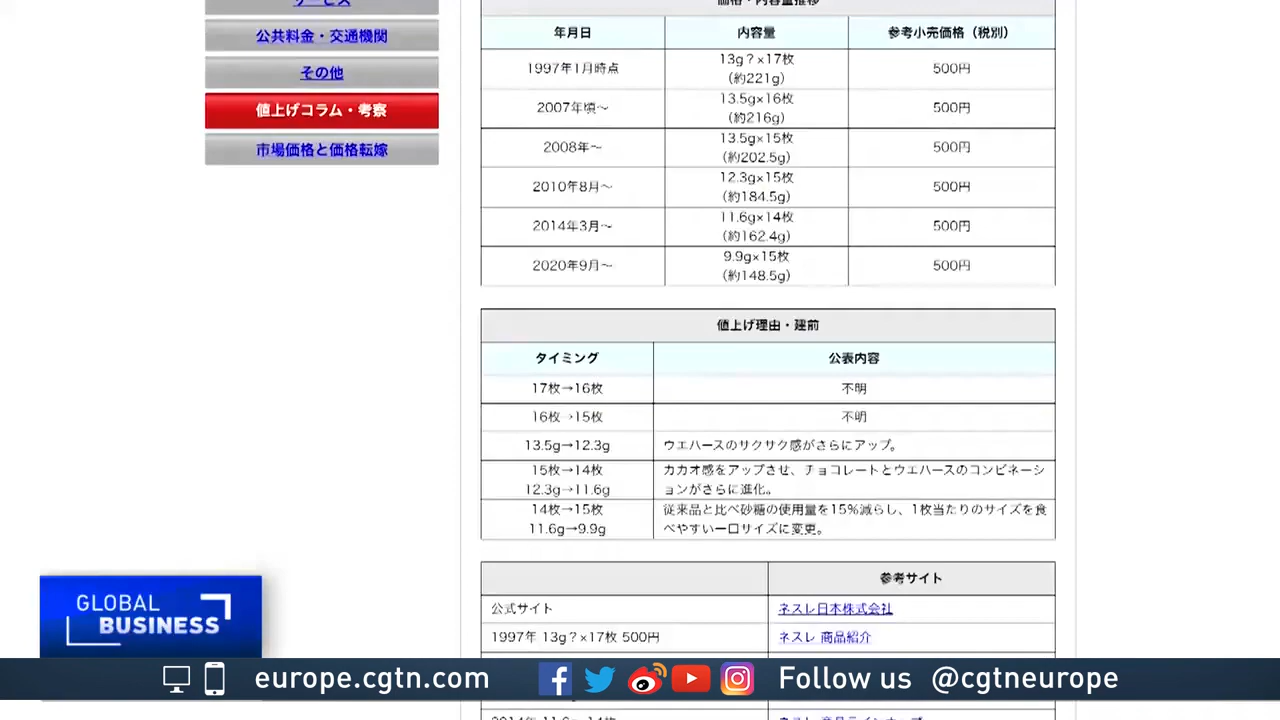 サービス
公共料金・交通機関
その他
値上げコラム・考察
市場価格と価格転嫁
価格・内容量推移
年月日 内容量 参考小売価格（税別）
1997年1月時点 13g？×17枚 500円
（約221g）
2007年頃～ 13.5g×16枚 500円
（約216g）
2008年～ 13.5g×15枚 500円
（約202.5g）
2010年8月～ 12.3g×15枚 500円
（約184.5g）
2014年3月～ 11.6g×14枚 500円
（約162.4g）
2020年9月～ 9.9g×15枚 500円
（約148.5g）
値上げ理由・建前
タイミング 公表内容
17枚→16枚 不明
16枚→15枚 不明
13.5g→12.3g ウエハースのサクサク感がさらにアップ。
15枚→14枚 カカオ感をアップさせ、チョコレートとウエハースのコンビネーシ
12.3g→11.6g ョンがさらに進化。
14枚→15枚 従来品と比べ砂糖の使用量を15%減らし、1枚当たりのサイズを食
11.6g→9.9g べやすい一口サイズに変更。
参考サイト
公式サイト ネスレ日本株式会社
1997年 13g？×17枚 500円 ネスレ 商品紹介
GLOBAL
BUSINESS
europe.cgtn.com Follow us @cgtneurope